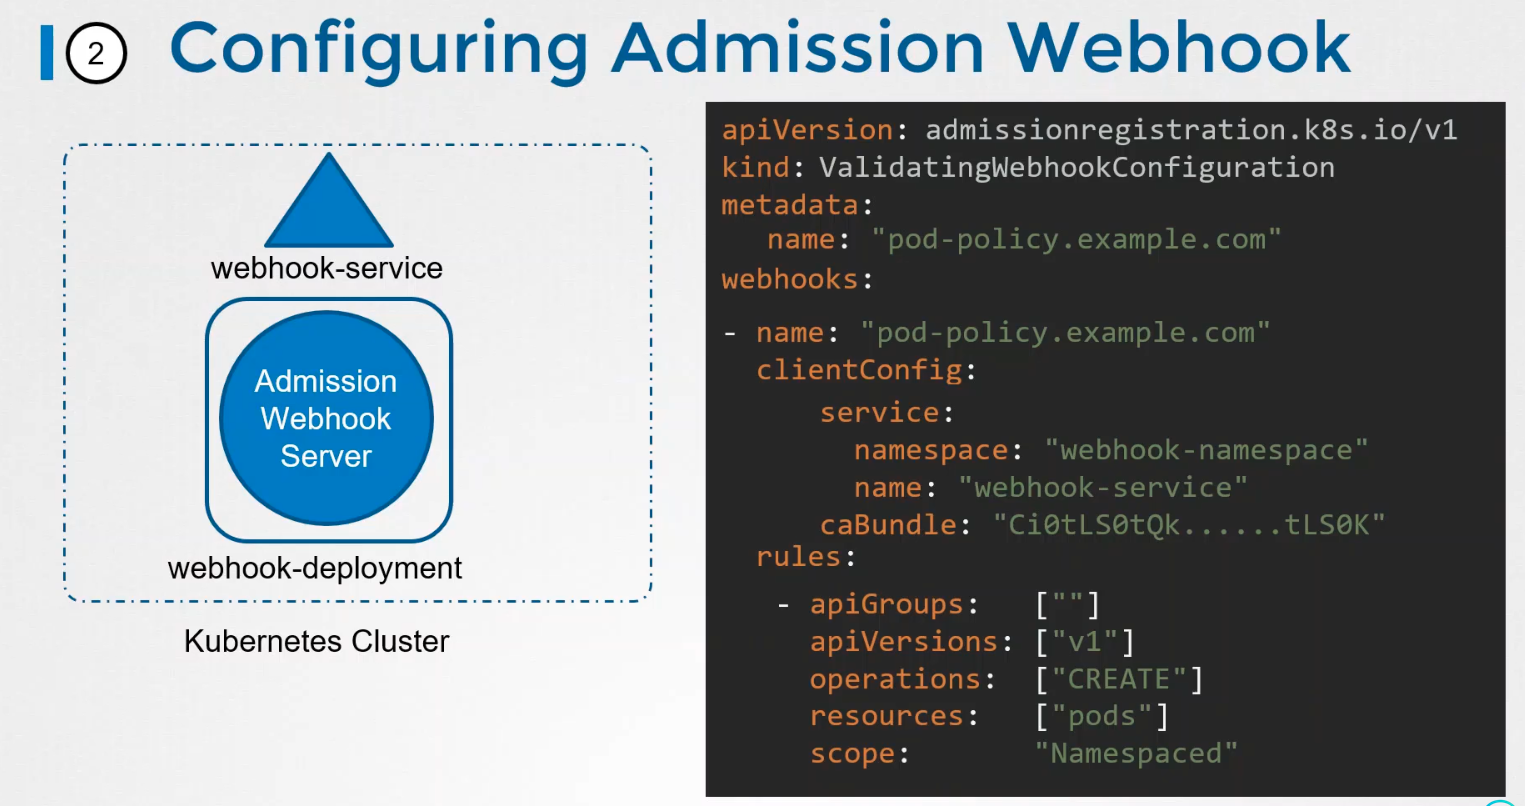 2
Configuring Admission Webhook
webhook-service
Admission
Webhook
Server
webhook-deployment
Kubernetes Cluster
apiVersion: admissionregistration.k8s.io/v1
kind: ValidatingWebhookConfiguration
metadata:
name: "pod-policy.example.com"
webhooks:
- name: "pod-policy.example.com"
clientConfig:
service:
namespace: "webhook-namespace"
name: "webhook-service"
caBundle: "Ci0tLS0tQk......tLS0K"
rules:
- apiGroups: [""]
apiVersions: ["v1"]
operations: ["CREATE"]
resources: ["pods"]
scope: "Namespaced"